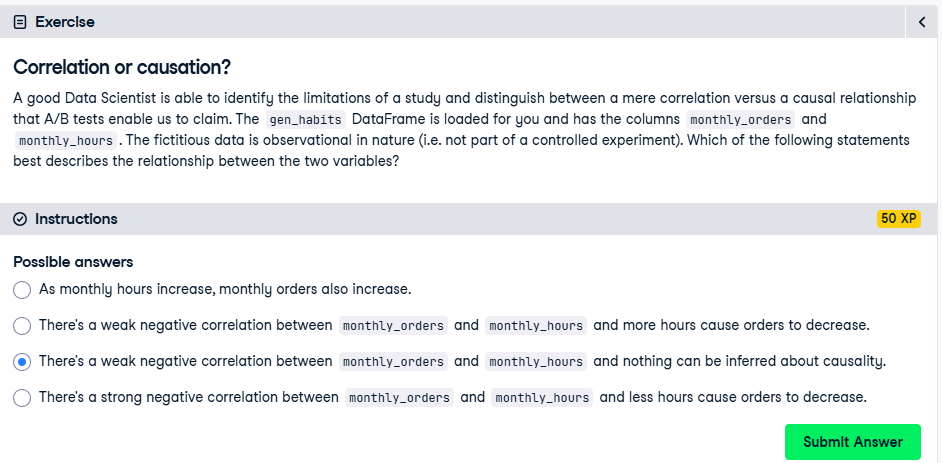 Exercise
Correlation or causation?
A good Data Scientist is able to identify the limitations of a study and distinguish between a mere correlation versus a causal relationship
that A/B tests enable us to claim. The gen_habits DataFrame is loaded for you and has the columns monthly_orders and
monthly_hours. The fictitious data is observational in nature (i.e. not part of a controlled experiment). Which of the following statements
best describes the relationship between the two variables?
Instructions
50 XP
Possible answers
As monthly hours increase, monthly orders also increase.
There's a weak negative correlation between monthly_orders and monthly_hours and more hours cause orders to decrease.
There's a weak negative correlation between monthly_orders and monthly_hours and nothing can be inferred about causality.
There's a strong negative correlation between monthly_orders and monthly_hours and less hours cause orders to decrease.
Submit Answer